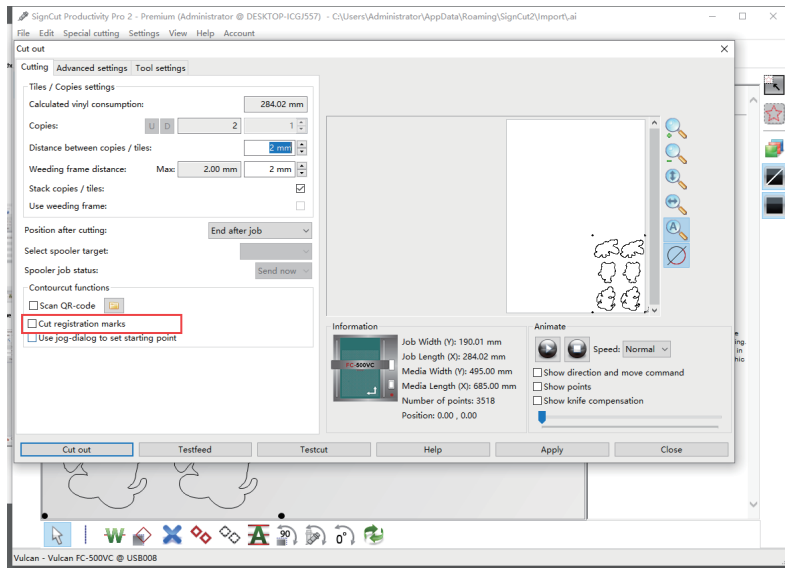 SignCut Productivity Pro 2 - Premium (Administrator @ DESKTOP-ICGJ557) - C:\Users\Administrator\AppData\Roaming\SignCut2\Import\.ai
File Edit Special cutting Settings View Help Account
Cut out
Cutting Advanced settings Tool settings
Tiles / Copies settings
Calculated vinyl consumption: 284.02 mm
Copies: U D 2 1
Distance between copies / tiles: 2 mm
Weeding frame distance: Max: 2.00 mm 2 mm
Stack copies / tiles:
Use weeding frame:
Position after cutting: End after job
Select spooler target:
Spooler job status: Send now
Contourcut functions
Scan QR-code
Cut registration marks
Use jog-dialog to set starting point
A
Information
FC-500VC
Job Width (Y): 190.01 mm
Job Length (X): 284.02 mm
Media Width (Y): 495.00 mm
Media Length (X): 685.00 mm
Number of points: 3518
Position: 0.00 , 0.00
Animate
Speed: Normal
Show direction and move command
Show points
Show knife compensation
Cut out Testfeed Testcut Help Apply Close
W A 90 0°
Vulcan - Vulcan FC-500VC @ USB008